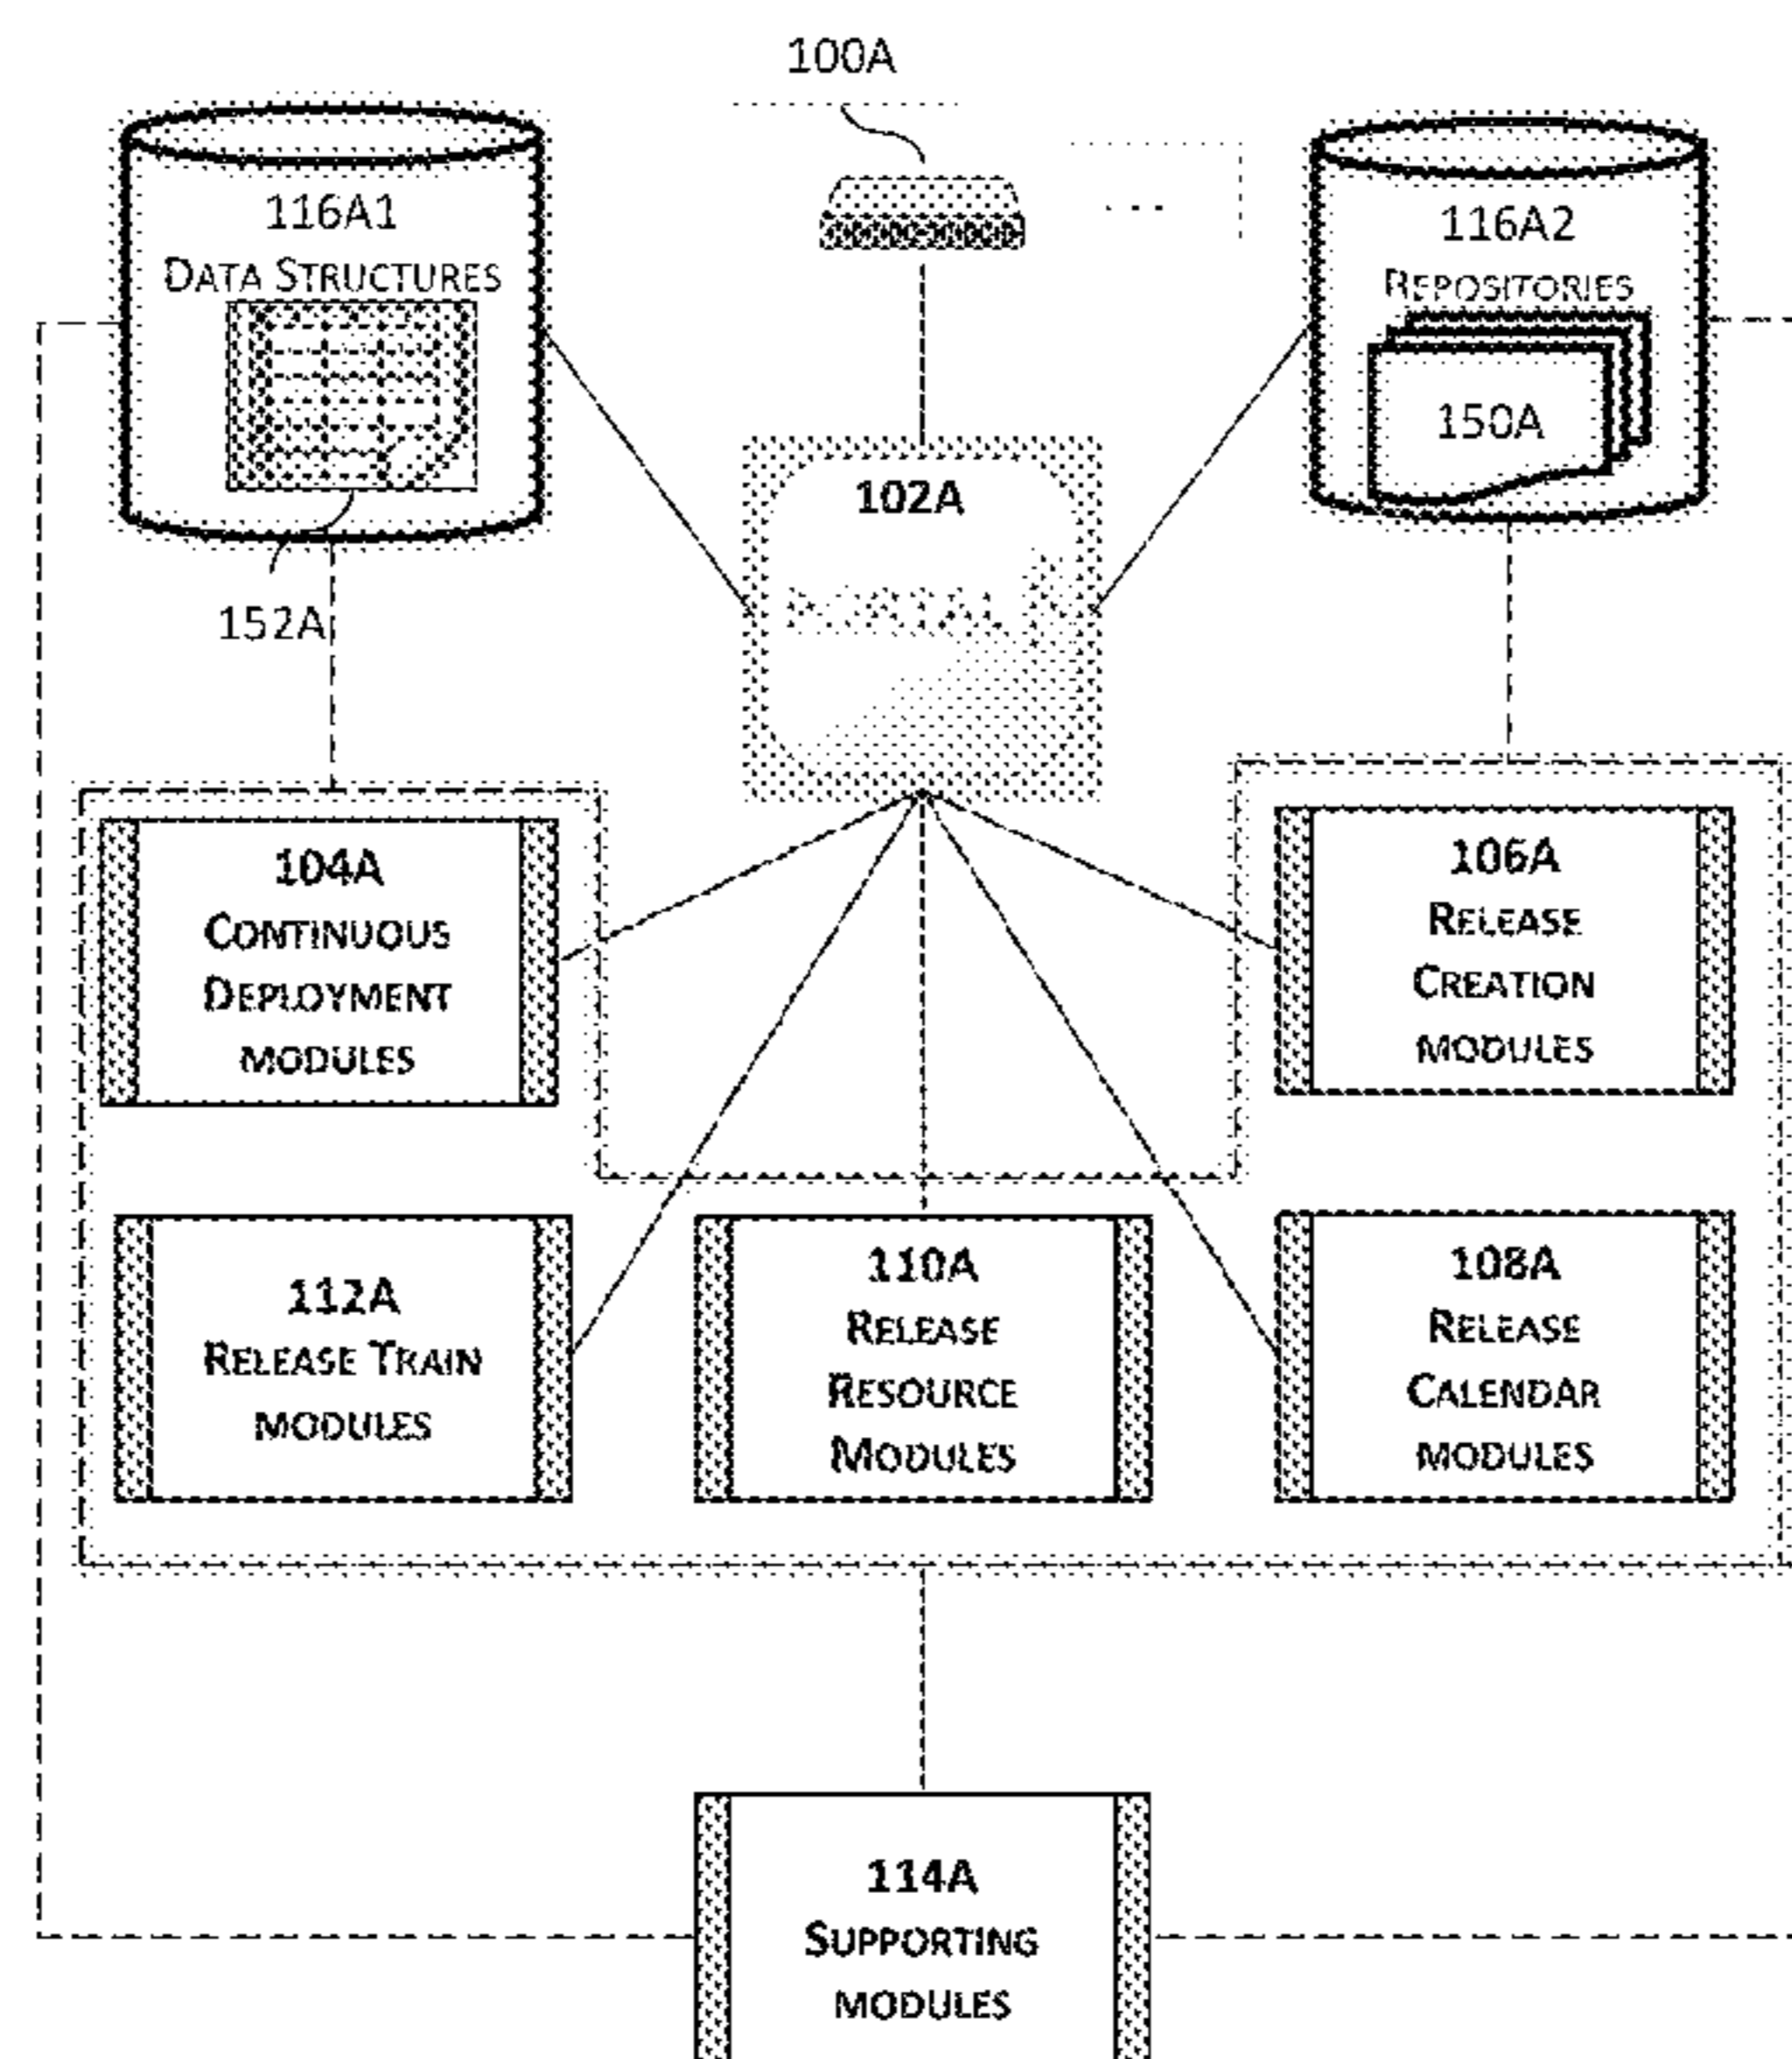 100A
116A1
DATA STRUCTURES
116A2
REPOSITORIES
...
150A
102A
PORTAL
152A
104A
CONTINUOUS
DEPLOYMENT
MODULES
106A
RELEASE
CREATION
MODULES
112A
RELEASE TRAIN
MODULES
110A
RELEASE
RESOURCE
MODULES
108A
RELEASE
CALENDAR
MODULES
114A
SUPPORTING
MODULES